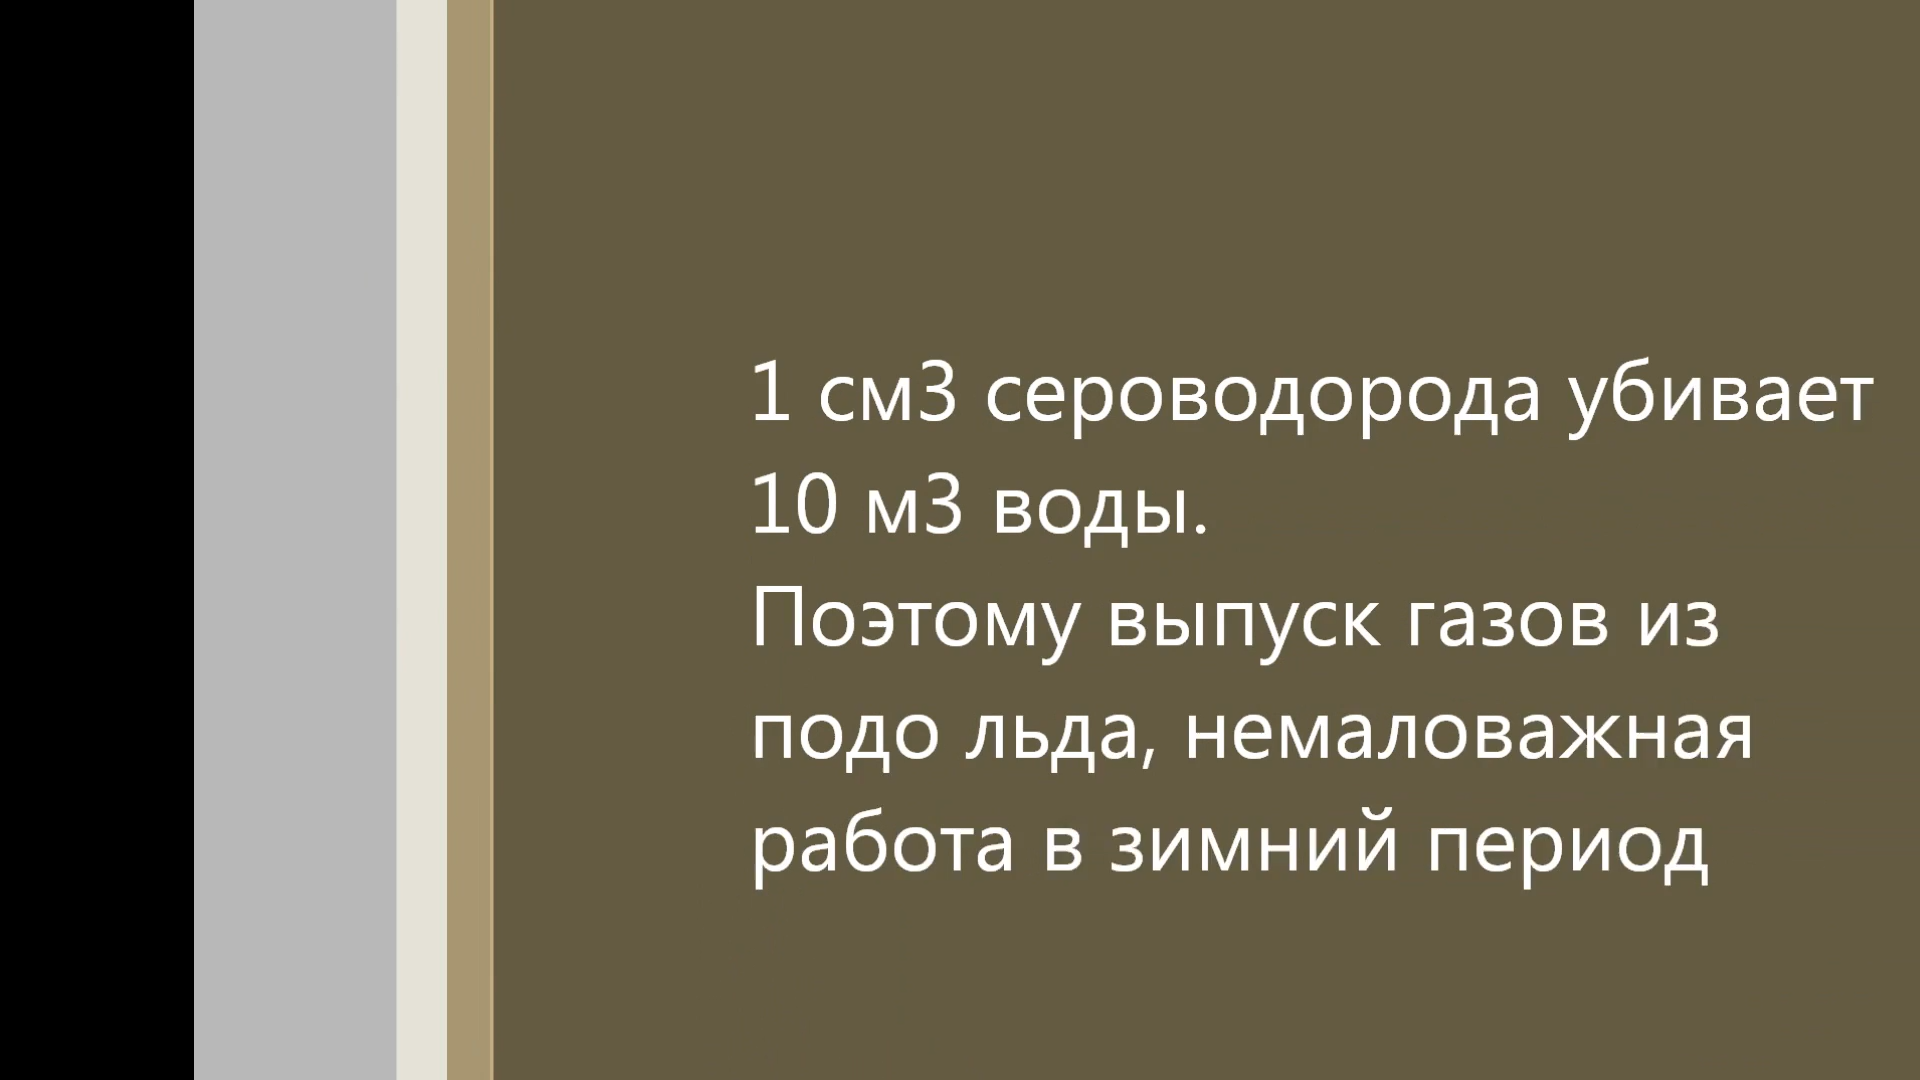 1 см3 сероводорода убивает
10 м3 воды.
Поэтому выпуск газов из
подо льда, немаловажная
работа в зимний период